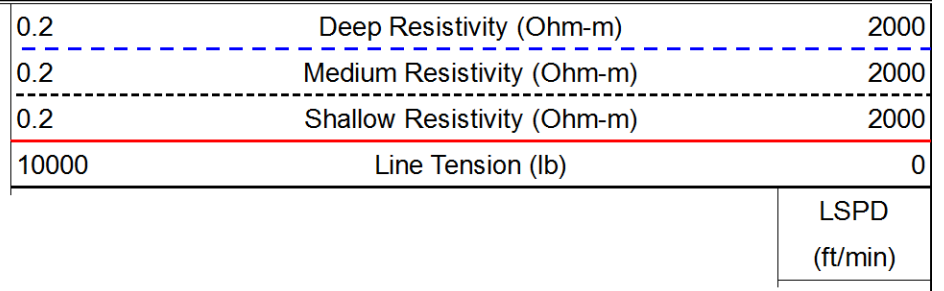 0.2 Deep Resistivity (Ohm-m) 2000
0.2 Medium Resistivity (Ohm-m) 2000
0.2 Shallow Resistivity (Ohm-m) 2000
10000 Line Tension (lb) 0
LSPD
(ft/min)